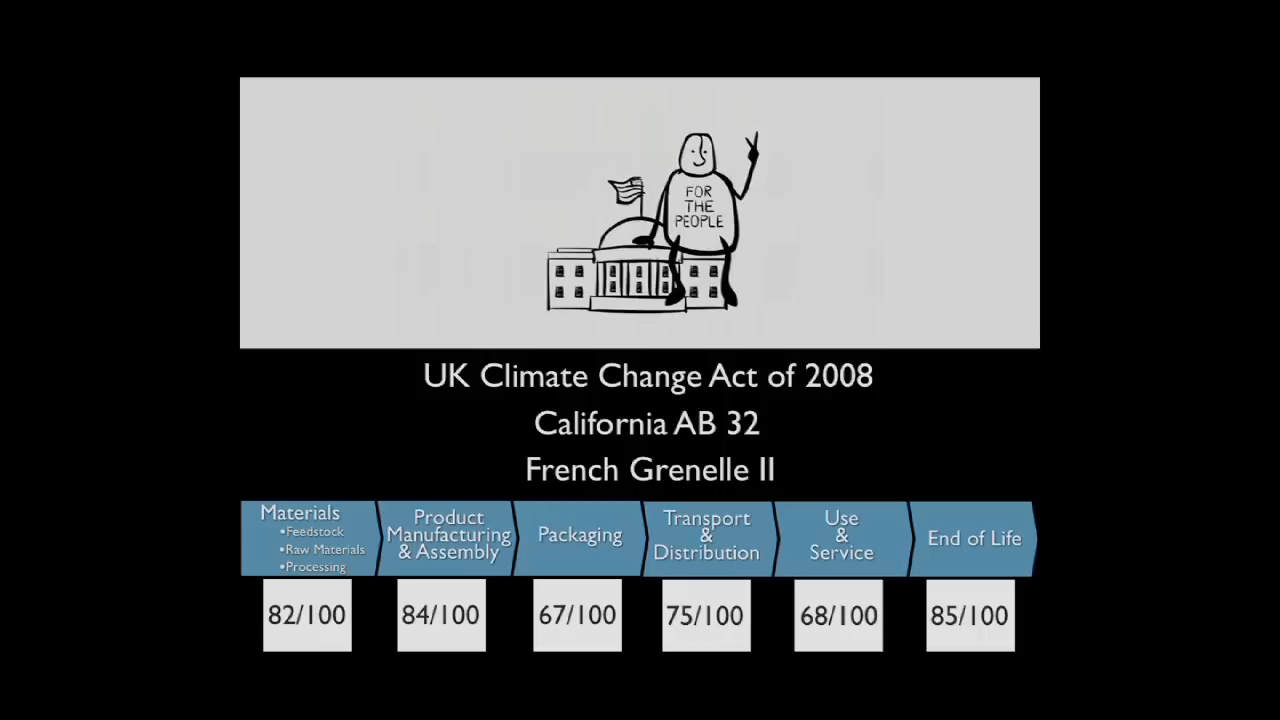 FOR
THE
PEOPLE
UK Climate Change Act of 2008
California AB 32
French Grenelle II
Materials
•Feedstock
•Raw Materials
•Processing
Product
Manufacturing
& Assembly
Packaging
Transport
&
Distribution
Use
&
Service
End of Life
82/100
84/100
67/100
75/100
68/100
85/100